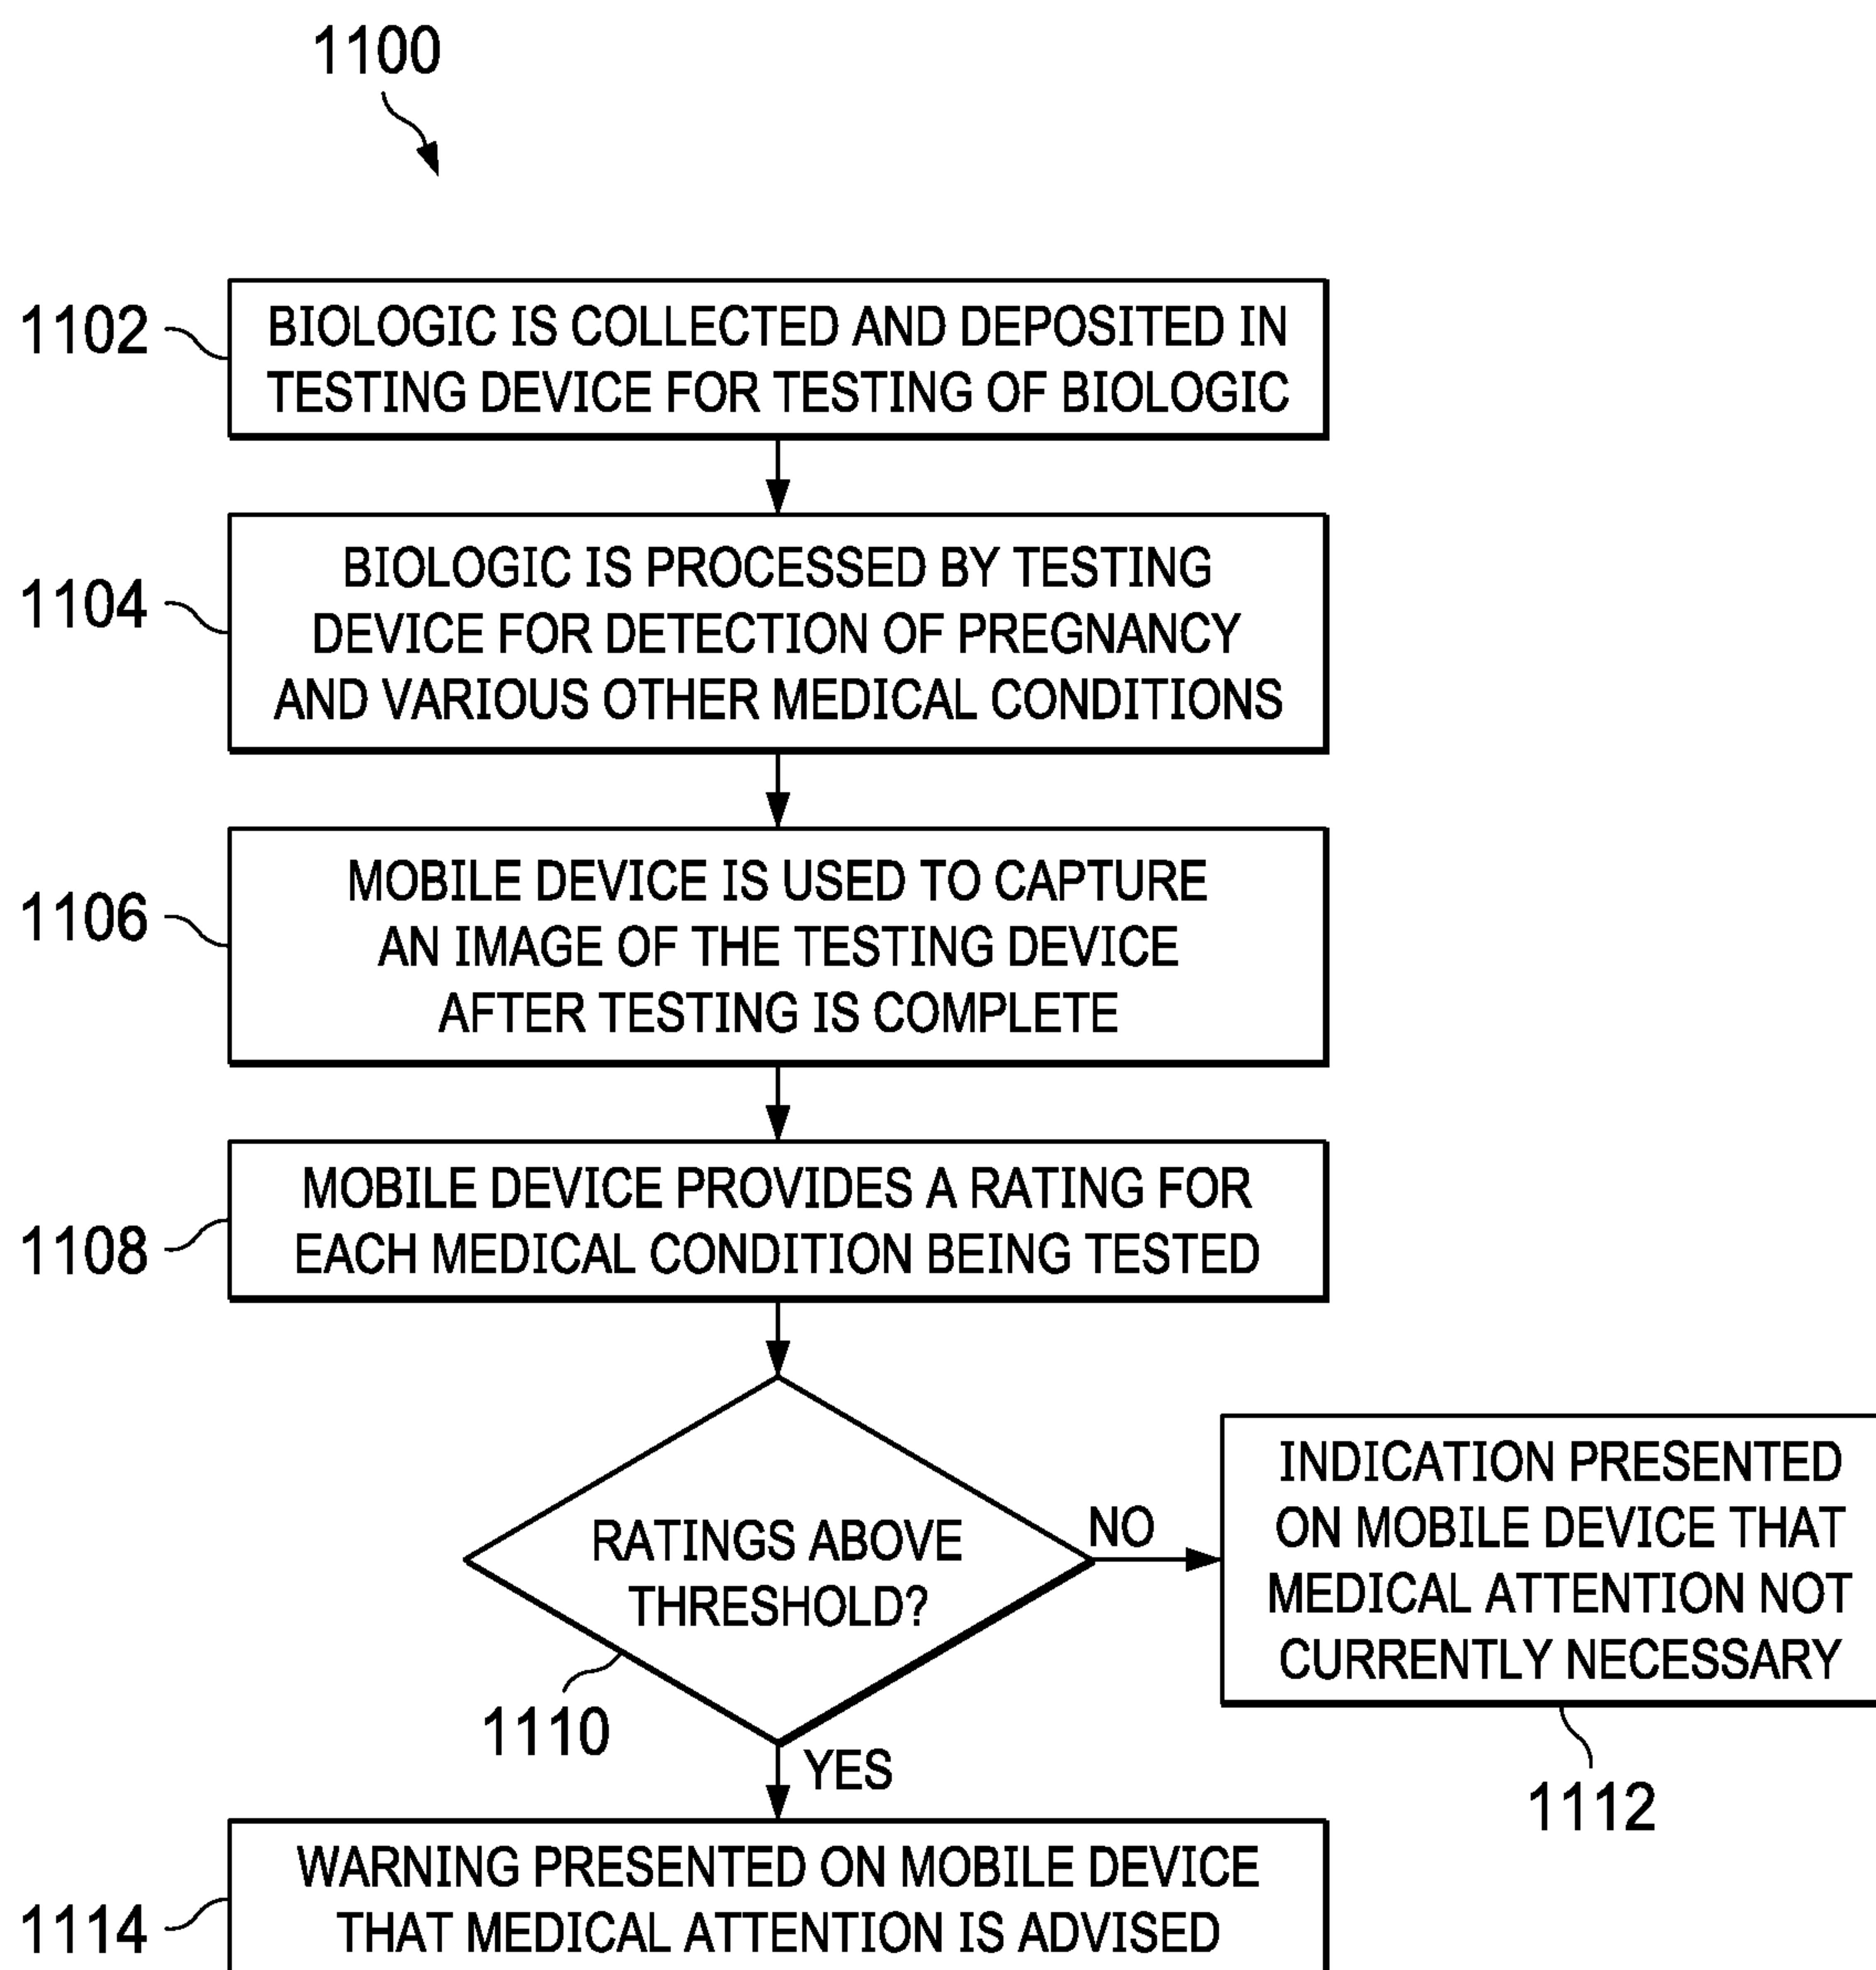 1100
1102
BIOLOGIC IS COLLECTED AND DEPOSITED IN
TESTING DEVICE FOR TESTING OF BIOLOGIC
1104
BIOLOGIC IS PROCESSED BY TESTING
DEVICE FOR DETECTION OF PREGNANCY
AND VARIOUS OTHER MEDICAL CONDITIONS
1106
MOBILE DEVICE IS USED TO CAPTURE
AN IMAGE OF THE TESTING DEVICE
AFTER TESTING IS COMPLETE
1108
MOBILE DEVICE PROVIDES A RATING FOR
EACH MEDICAL CONDITION BEING TESTED
RATINGS ABOVE
THRESHOLD?
1110
NO
INDICATION PRESENTED
ON MOBILE DEVICE THAT
MEDICAL ATTENTION NOT
CURRENTLY NECESSARY
1112
YES
1114
WARNING PRESENTED ON MOBILE DEVICE
THAT MEDICAL ATTENTION IS ADVISED